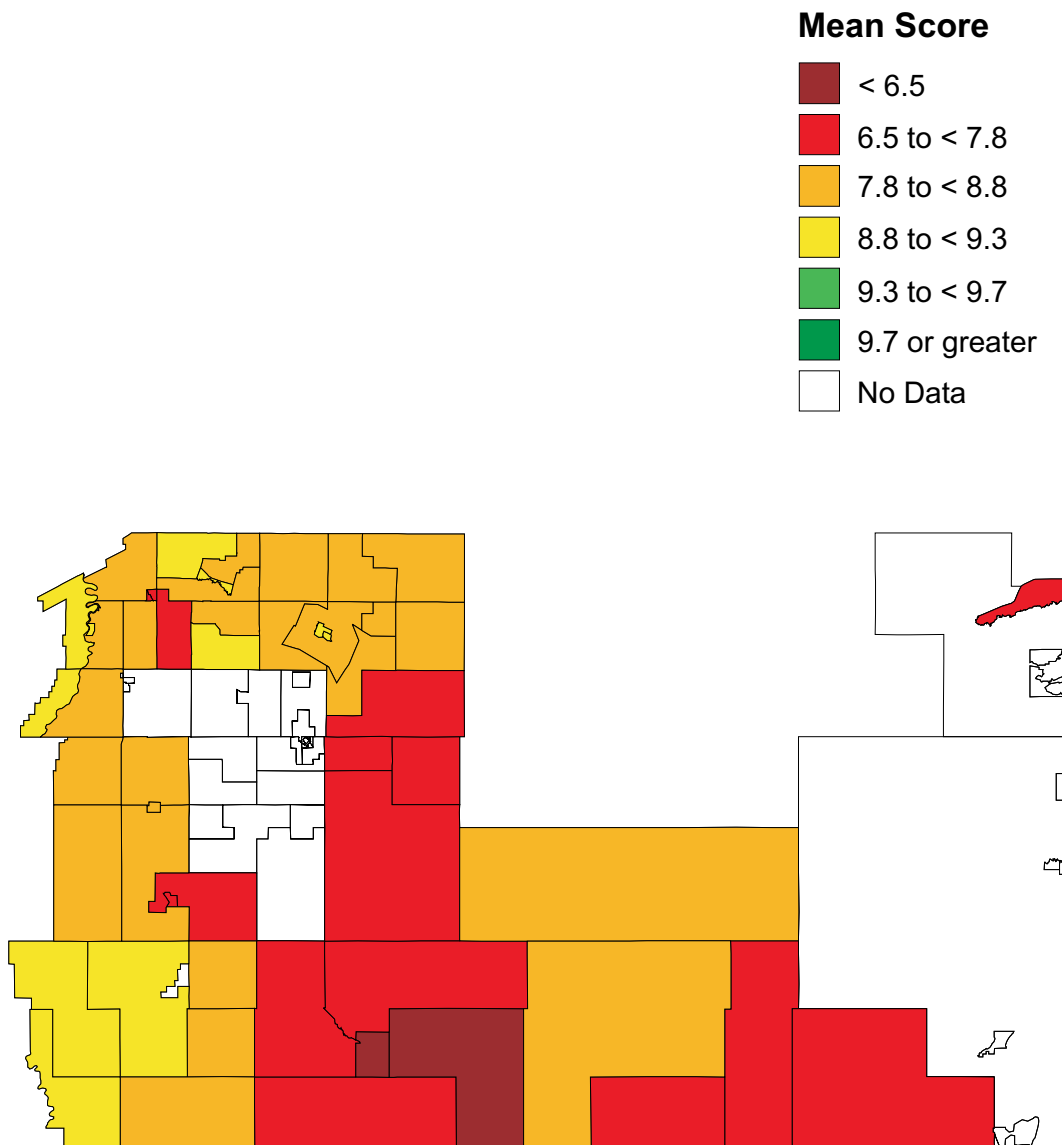 Mean Score
< 6.5
6.5 to < 7.8
7.8 to < 8.8
8.8 to < 9.3
9.3 to < 9.7
9.7 or greater
No Data